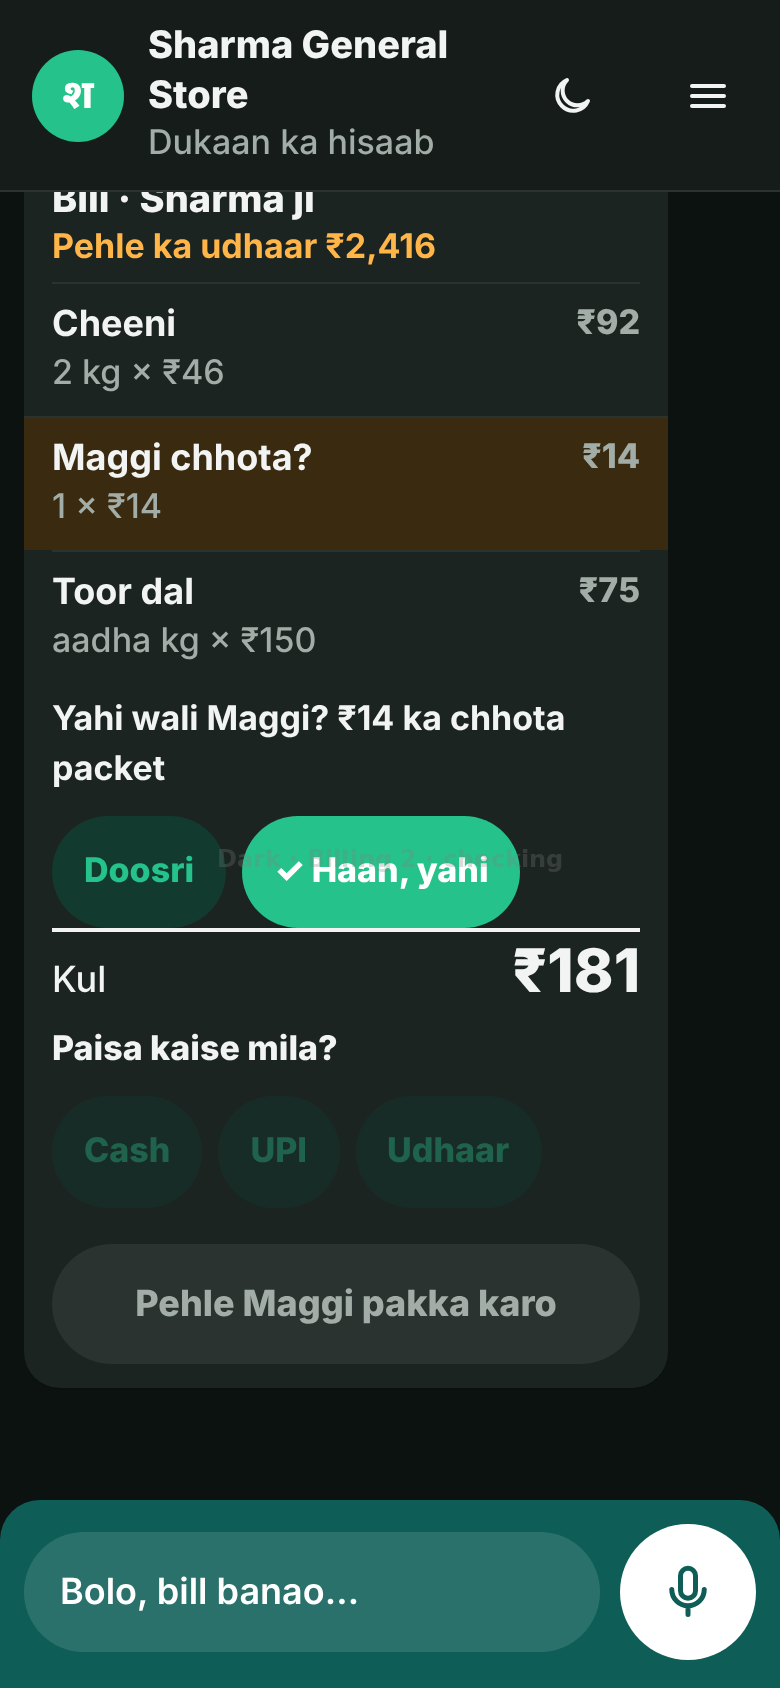 श
Sharma General
Store
Dukaan ka hisaab
Bill · Sharma ji
Pehle ka udhaar ₹2,416
Cheeni ₹92
2 kg × ₹46
Maggi chhota? ₹14
1 × ₹14
Toor dal ₹75
aadha kg × ₹150
Yahi wali Maggi? ₹14 ka chhota
packet
Doosri ✓ Haan, yahi
Kul ₹181
Paisa kaise mila?
Cash UPI Udhaar
Pehle Maggi pakka karo
Bolo, bill banao...